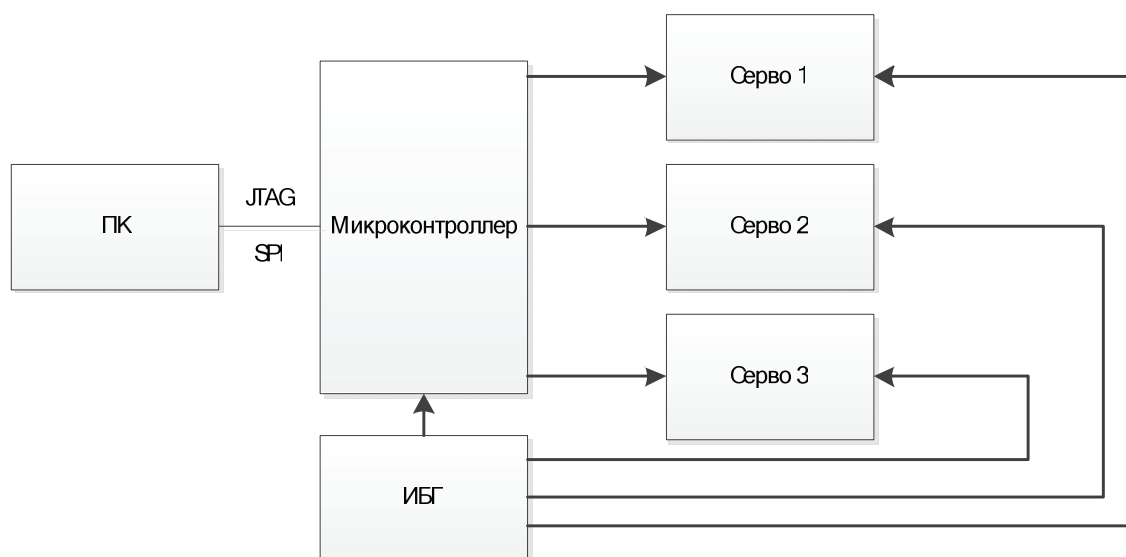 Серво 1
ПК
JTAG
SPI
Микроконтроллер
Серво 2
Серво 3
ИБГ